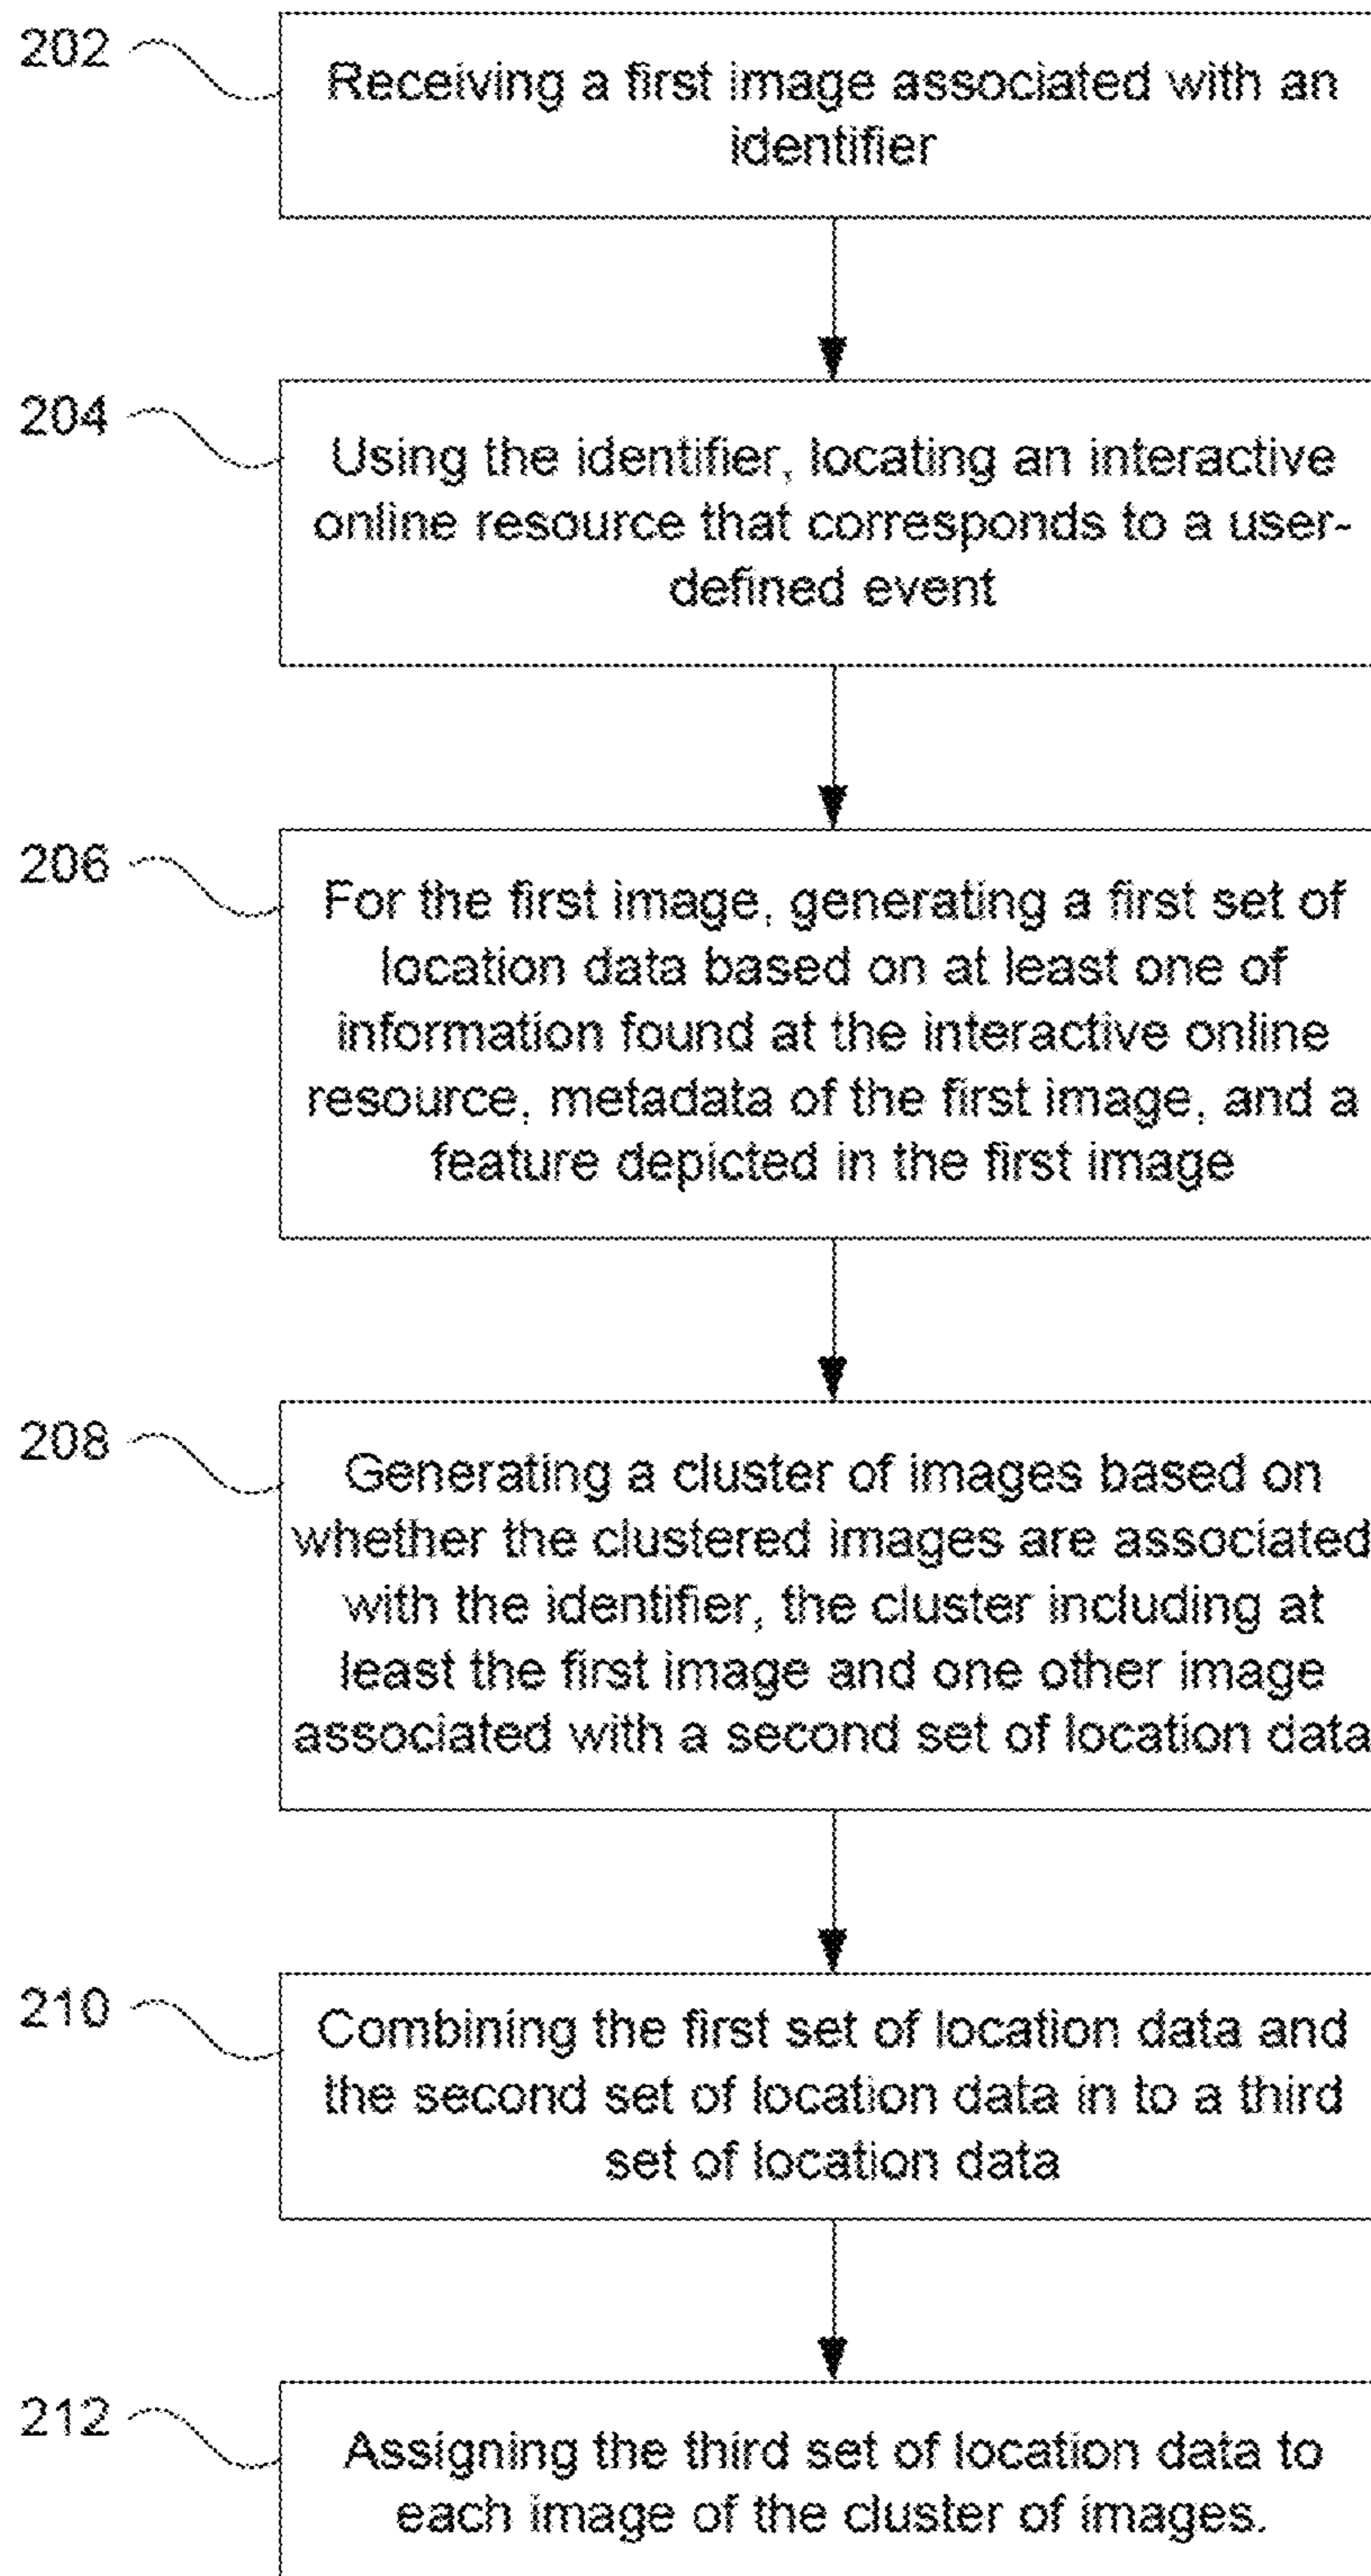 202
Receiving a first image associated with an
identifier
204
Using the identifier, locating an interactive
online resource that corresponds to a user-
defined event
206
For the first image, generating a first set of
location data based on at least one of
information found at the interactive online
resource, metadata of the first image, and a
feature depicted in the first image
208
Generating a cluster of images based on
whether the clustered images are associated
with the identifier, the cluster including at
least the first image and one other image
associated with a second set of location data
210
Combining the first set of location data and
the second set of location data in to a third
set of location data
212
Assigning the third set of location data to
each image of the cluster of images.